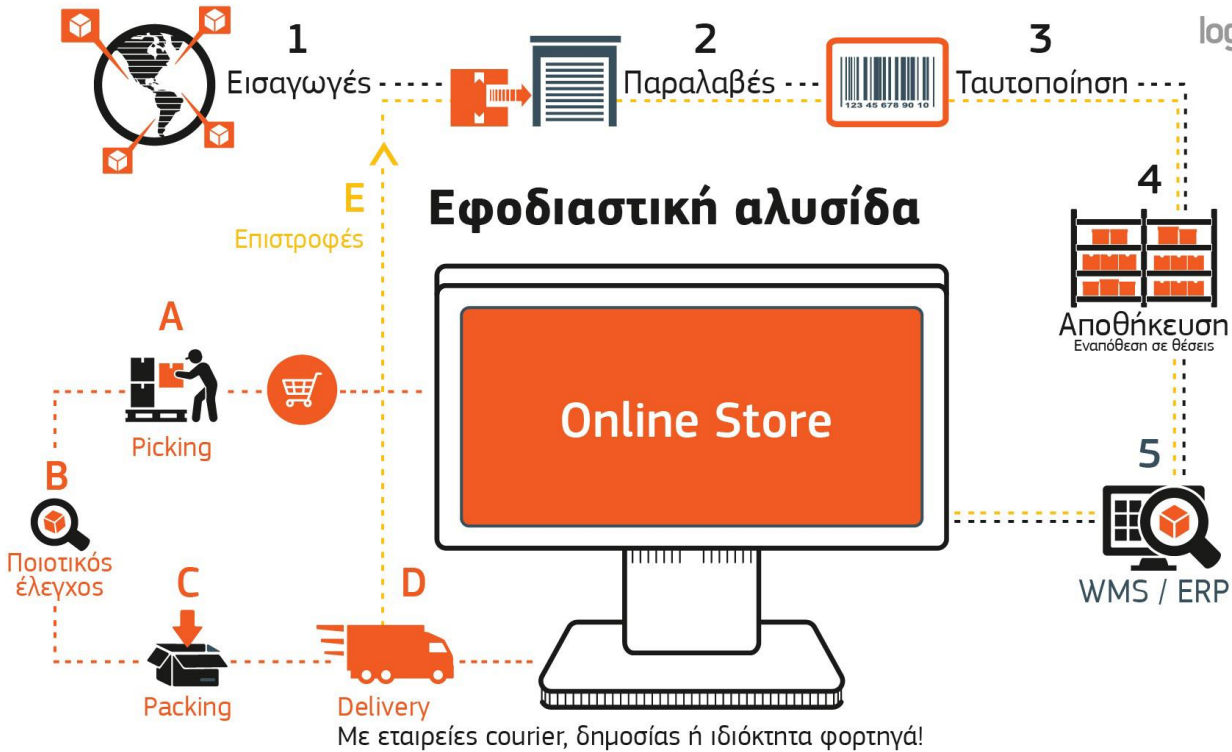 1
Εισαγωγές
2
Παραλαβές
123 45 678 90 10
3
Ταυτοποίηση
log
4
Αποθήκευση
Εναπόθεση σε θέσεις
5
WMS / ERP
Εφοδιαστική αλυσίδα
Online Store
E
Επιστροφές
A
Picking
B
Ποιοτικός
έλεγχος
C
Packing
D
Delivery
Με εταιρείες courier, δημοσίας ή ιδιόκτητα φορτηγά!